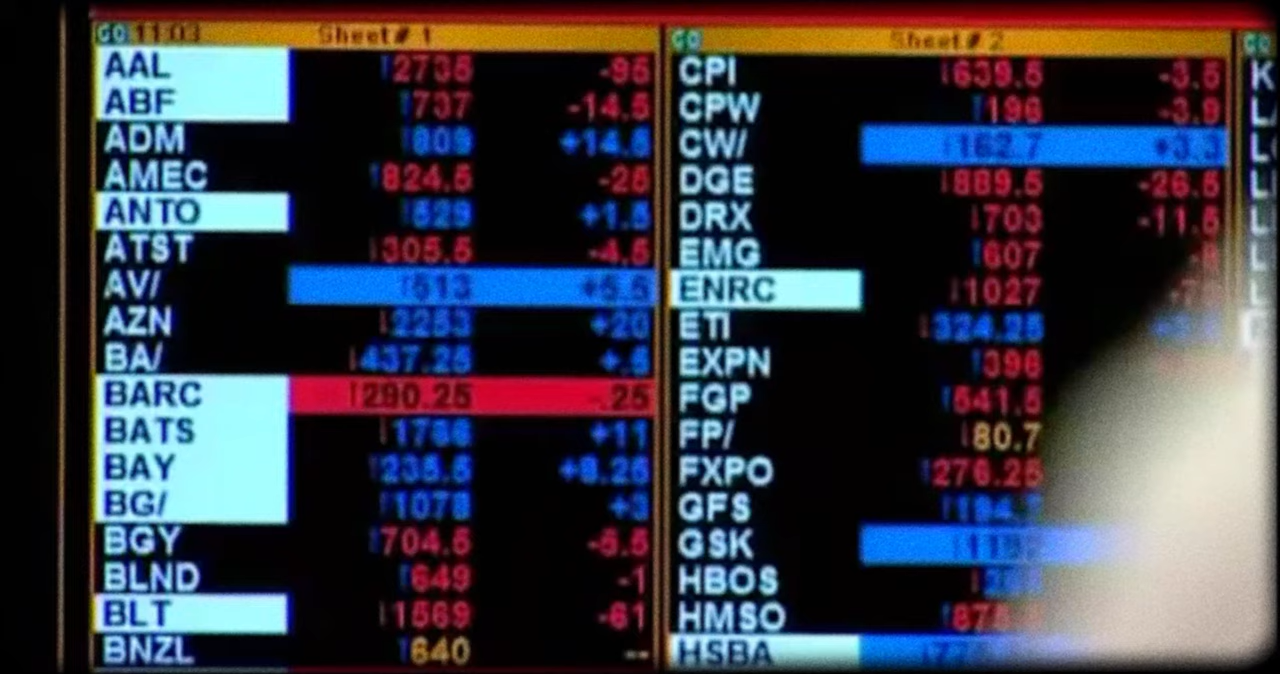 GO 11:03 Sheet# 1
AAL 2735 -95
ABF 737 -14.5
ADM 809 +14.5
AMEC 824.5 -25
ANTO 529 +1.5
ATST 305.5 -4.5
AV/ 513 +5.5
AZN 2253 +20
BA/ 437.25 +.5
BARC 290.25 -.25
BATS +11
BAY 235.5 +8.25
BG/ 1078 +3
BGY 704.5 -5.5
BLND 649 -1
BLT 1569 -61
BNZL 640 --
GO Sheet# 2
CPI 639.5 -3.5
CPW 196 -3.9
CW/ 162.7 +3.3
DGE 889.5 -26.5
DRX 703 -11.5
EMG 607
ENRC 1027
ETI 324.25
EXPN 396
FGP 541.5
FP/ 80.7
FXPO 276.25
GFS
GSK
HBOS
HMSO
HSBA
GO